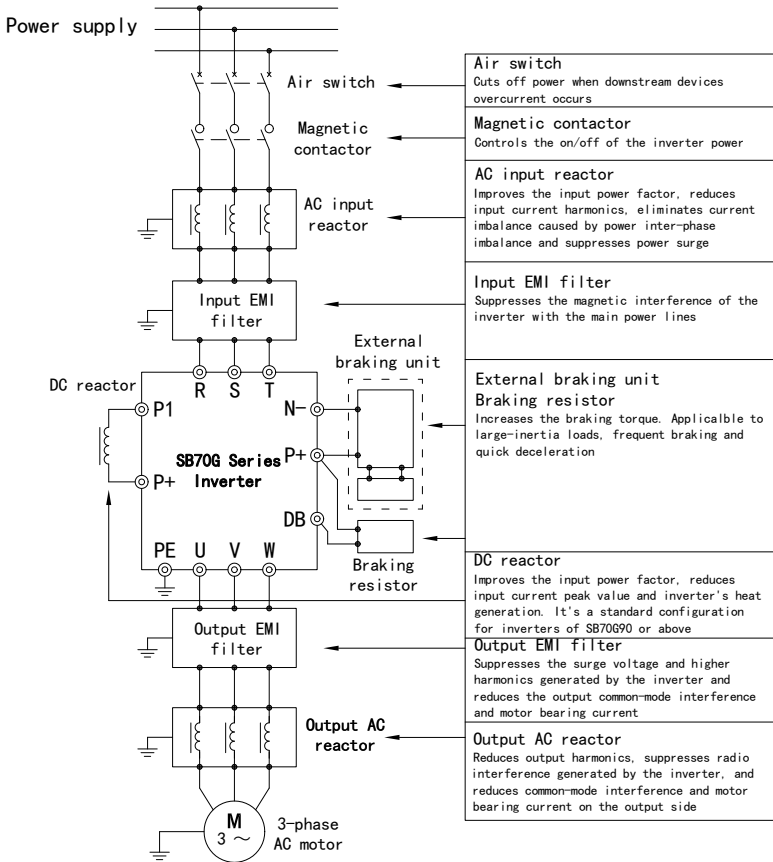 Power supply
Air switch
Magnetic
contactor
AC input
reactor
Input EMI
filter
External
braking unit
DC reactor
R S T
P1
N-
P+
SB70G Series
Inverter
P+
DB
PE U V W
Braking
resistor
Output EMI
filter
Output AC
reactor
M
3 ~
3-phase
AC motor
Air switch
Cuts off power when downstream devices
overcurrent occurs
Magnetic contactor
Controls the on/off of the inverter power
AC input reactor
Improves the input power factor, reduces
input current harmonics, eliminates current
imbalance caused by power inter-phase
imbalance and suppresses power surge
Input EMI filter
Suppresses the magnetic interference of the
inverter with the main power lines
External braking unit
Braking resistor
Increases the braking torque. Applicalble to
large-inertia loads, frequent braking and
quick deceleration
DC reactor
Improves the input power factor, reduces
input current peak value and inverter's heat
generation. It's a standard configuration
for inverters of SB70G90 or above
Output EMI filter
Suppresses the surge voltage and higher
harmonics generated by the inverter and
reduces the output common-mode interference
and motor bearing current
Output AC reactor
Reduces output harmonics, suppresses radio
interference generated by the inverter, and
reduces common-mode interference and motor
bearing current on the output side